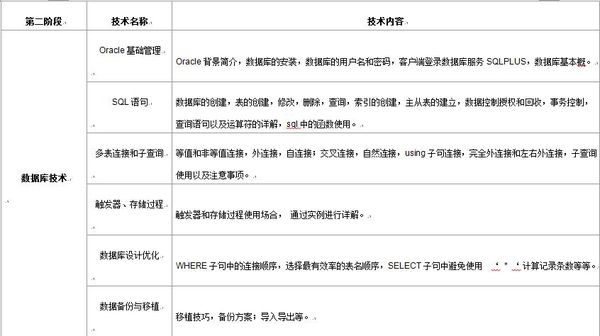 第二阶段
技术名称
技术内容
数据库技术
Oracle 基础管理
Oracle 背景简介，数据库的安装，数据库的用户名和密码，客户端登录数据库服务 SQLPLUS，数据库基本概。
SQL 语句
数据库的创建，表的创建，修改，删除，查询，索引的创建，主从表的建立，数据控制授权和回收，事务控制，
查询语句以及运算符的详解，sql 中的函数使用。
多表连接和子查询
等值和非等值连接，外连接，自连接；交叉连接，自然连接，using 子句连接，完全外连接和左右外连接，子查询
使用以及注意事项。
触发器、存储过程
触发器和存储过程使用场合， 通过实例进行详解。
数据库设计优化
WHERE 子句中的连接顺序，选择最有效率的表名顺序，SELECT 子句中避免使用 ‘ * ‘ 计算记录条数等等。
数据备份与移植
移植技巧，备份方案；导入导出等。